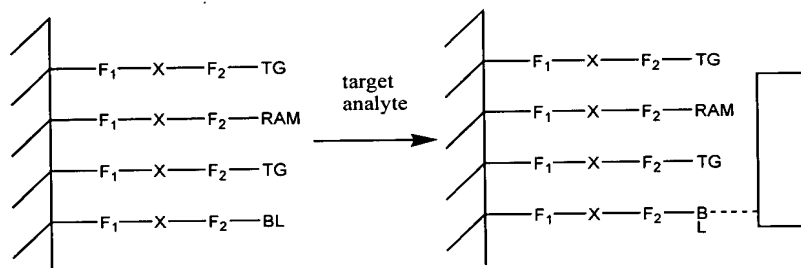 F1—X—F2—TG
F1—X—F2—RAM
F1—X—F2—TG
F1—X—F2—BL
target
analyte
F1—X—F2—TG
F1—X—F2—RAM
F1—X—F2—TG
F1—X—F2—B
L